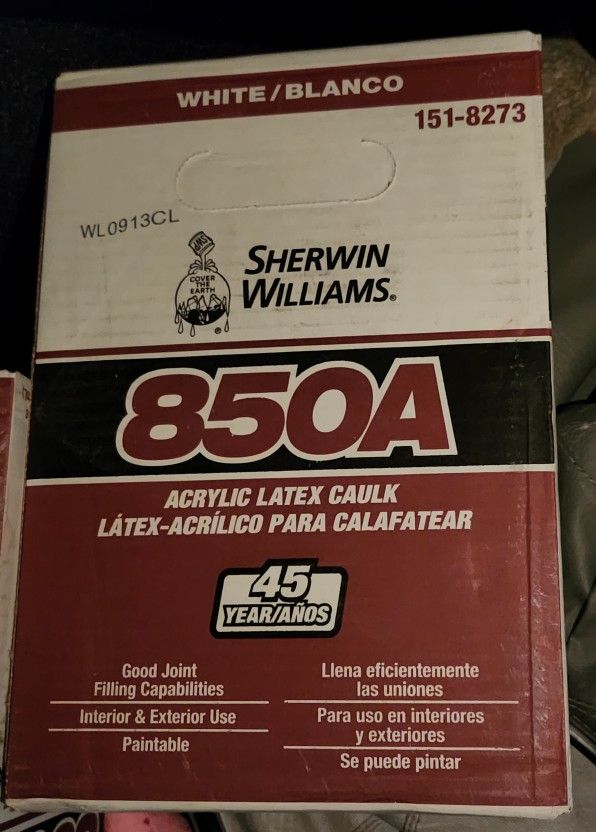 WHITE/BLANCO
151-8273
WL0913CL
SWP
COVER
THE
EARTH
®
SHERWIN
WILLIAMS®
850A
ACRYLIC LATEX CAULK
LÁTEX-ACRÍLICO PARA CALAFATEAR
45
YEAR/AÑOS
Good Joint
Filling Capabilities
Interior & Exterior Use
Paintable
Llena eficientemente
las uniones
Para uso en interiores
y exteriores
Se puede pintar